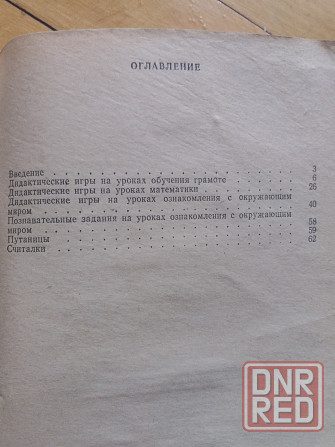 ОГЛАВЛЕНИЕ
Введение . . . . . . . . . . . . . . . 3
Дидактические игры на уроках обучения грамоте . . . . . 6
Дидактические игры на уроках математики . . . . . . 26
Дидактические игры на уроках ознакомления с окружающим
миром . . . . . . . . . . . . . . . . 40
Познавательные задания на уроках ознакомления с окружающим
миром . . . . . . . . . . . . . . . . 58
Путаницы . . . . . . . . . . . . . . . 59
Считалки . . . . . . . . . . . . . . . 62
DNR
RED